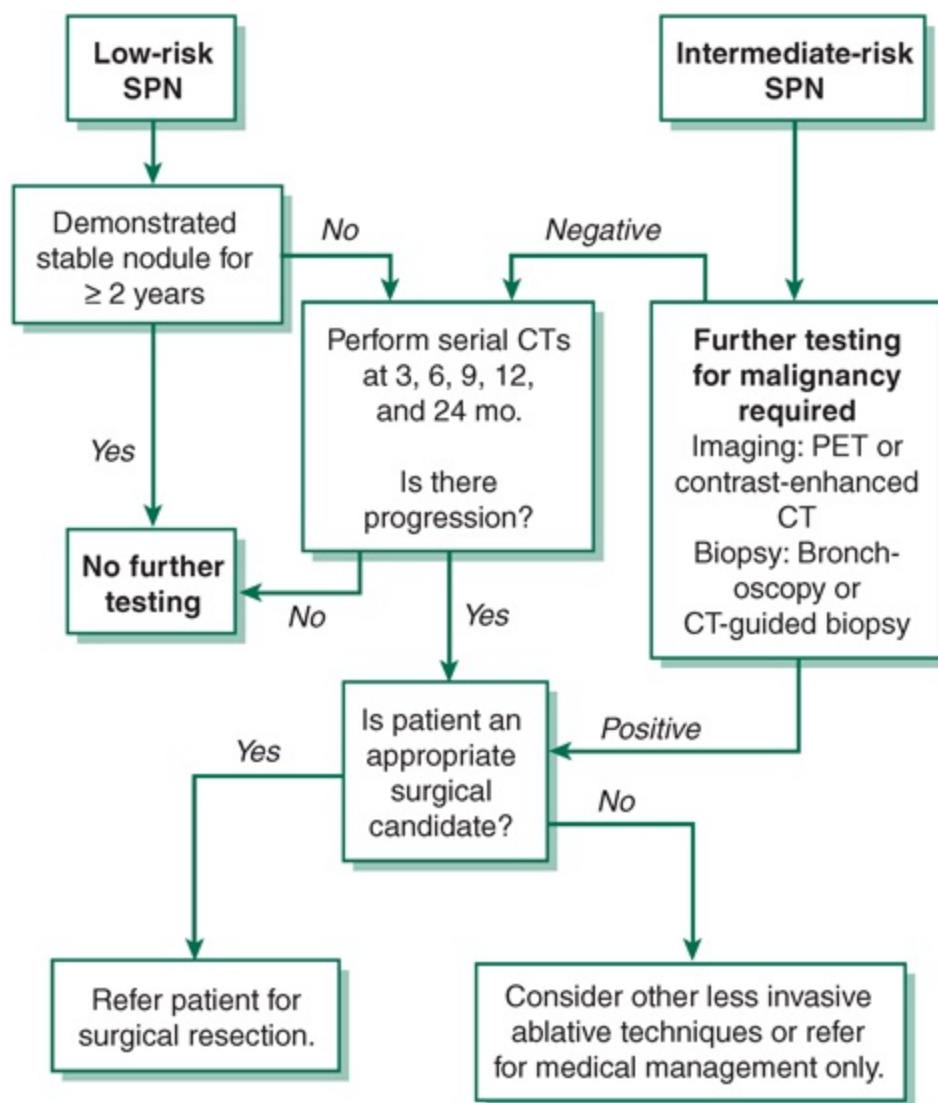 Low-risk
SPN
Intermediate-risk
SPN
Demonstrated
stable nodule for
≥ 2 years
No
Negative
Perform serial CTs
at 3, 6, 9, 12,
and 24 mo.
Is there
progression?
Further testing
for malignancy
required
Imaging: PET or
contrast-enhanced
CT
Biopsy: Bronch-
oscopy or
CT-guided biopsy
Yes
No further
testing
No
Yes
Is patient an
appropriate
surgical
candidate?
Positive
Yes
No
Refer patient for
surgical resection.
Consider other less invasive
ablative techniques or refer
for medical management only.